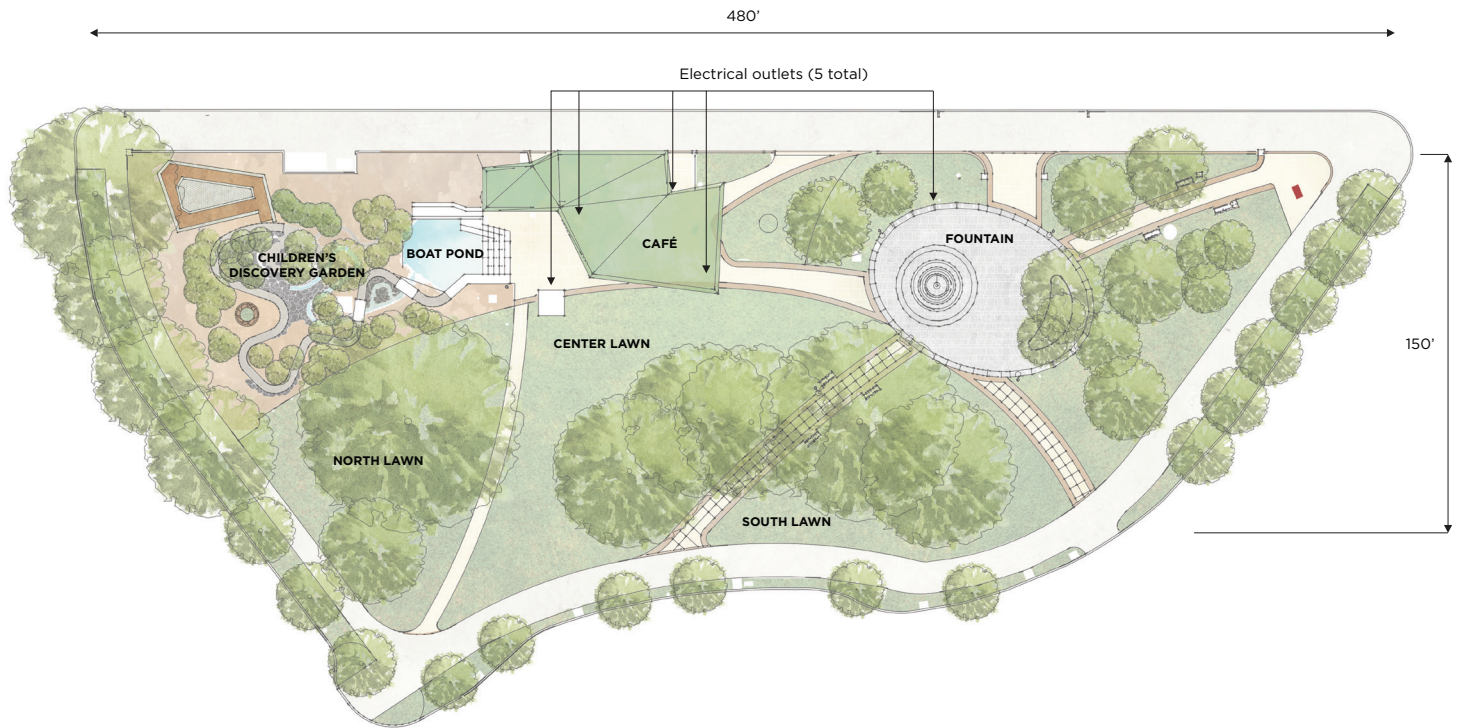 480’
Electrical outlets (5 total)
FOUNTAIN
CAFÉ
BOAT POND
CHILDREN’S
DISCOVERY GARDEN
150’
CENTER LAWN
NORTH LAWN
SOUTH LAWN